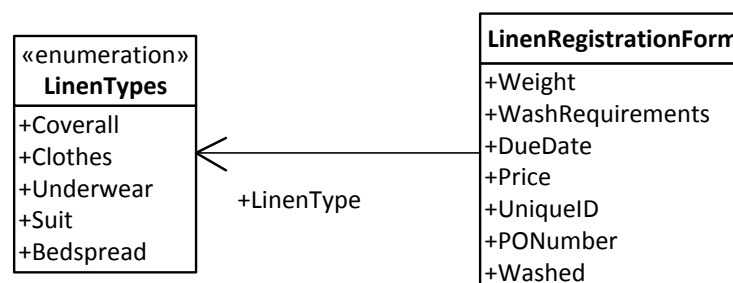 «enumeration»
LinenTypes
+Coverall
+Clothes
+Underwear
+Suit
+Bedspread
+LinenType
LinenRegistrationForm
+Weight
+WashRequirements
+DueDate
+Price
+UniqueID
+PONumber
+Washed